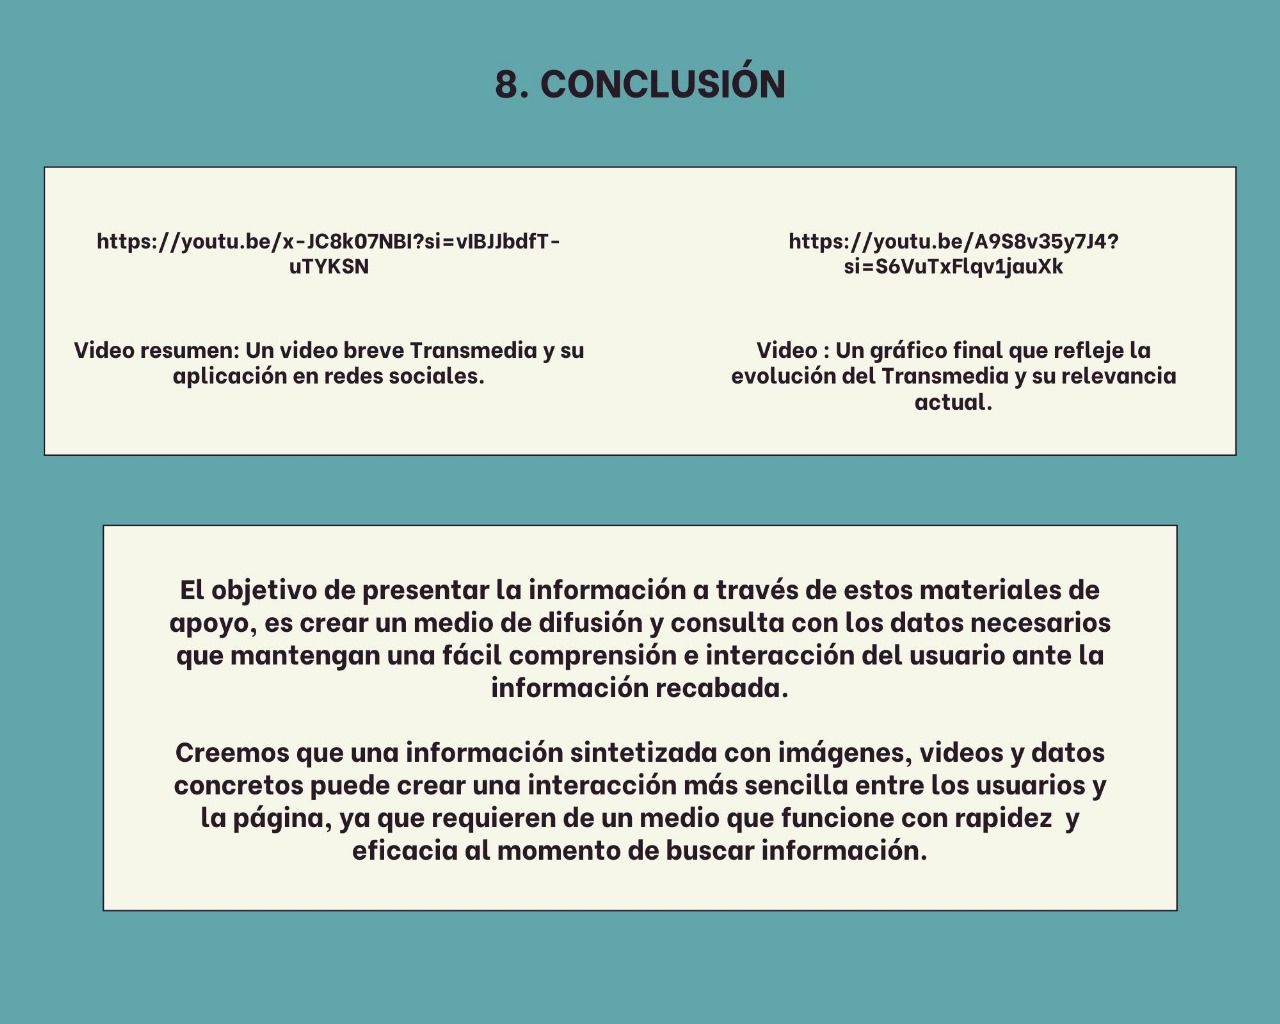 8. CONCLUSIÓN
https://youtu.be/x-JC8k07NBI?si=vIBJJbdfT-
uTYKSN
Video resumen: Un video breve Transmedia y su
aplicación en redes sociales.
https://youtu.be/A9S8v35y7J4?
si=S6VuTxFlqv1jauXk
Video : Un gráfico final que refleje la
evolución del Transmedia y su relevancia
actual.
El objetivo de presentar la información a través de estos materiales de
apoyo, es crear un medio de difusión y consulta con los datos necesarios
que mantengan una fácil comprensión e interacción del usuario ante la
información recabada.
Creemos que una información sintetizada con imágenes, videos y datos
concretos puede crear una interacción más sencilla entre los usuarios y
la página, ya que requieren de un medio que funcione con rapidez  y
eficacia al momento de buscar información.